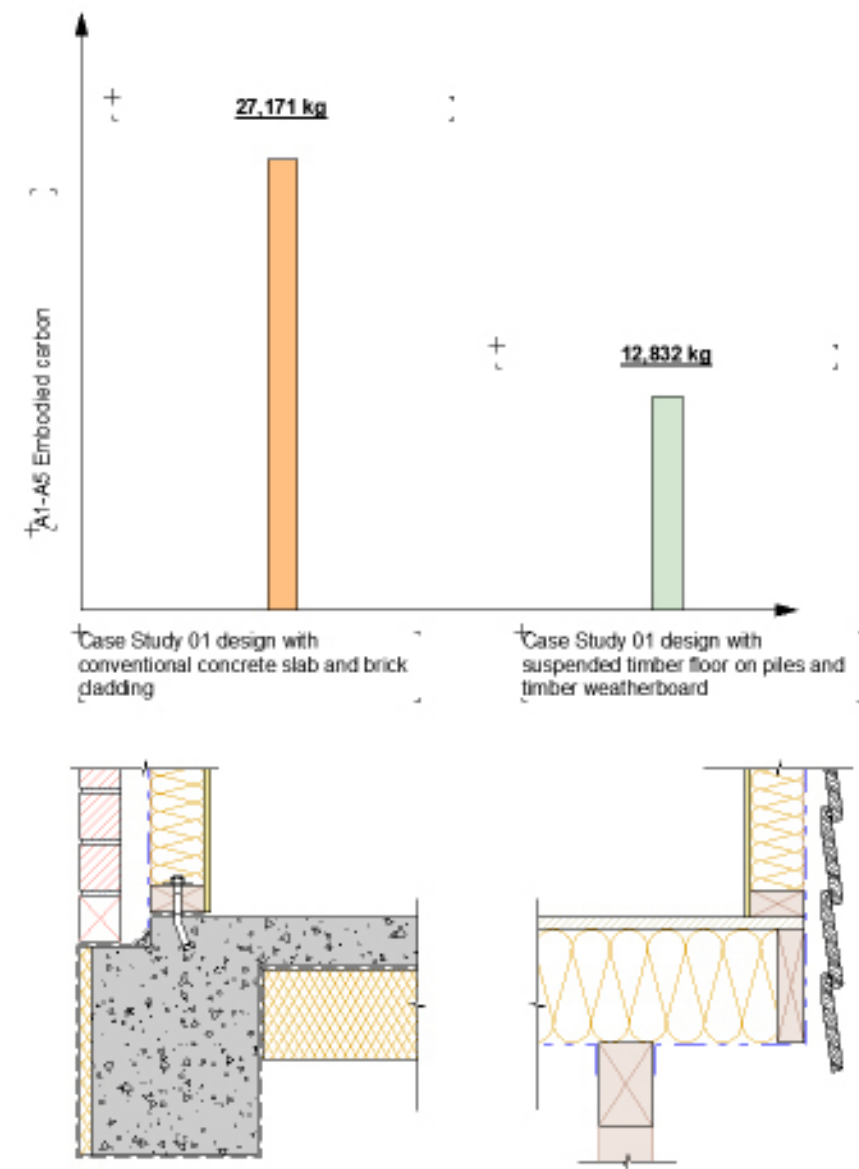 27,171 kg
12,832 kg
A1-A5 Embodied carbon
Case Study 01 design with
conventional concrete slab and brick
cladding
Case Study 01 design with
suspended timber floor on piles and
timber weatherboard